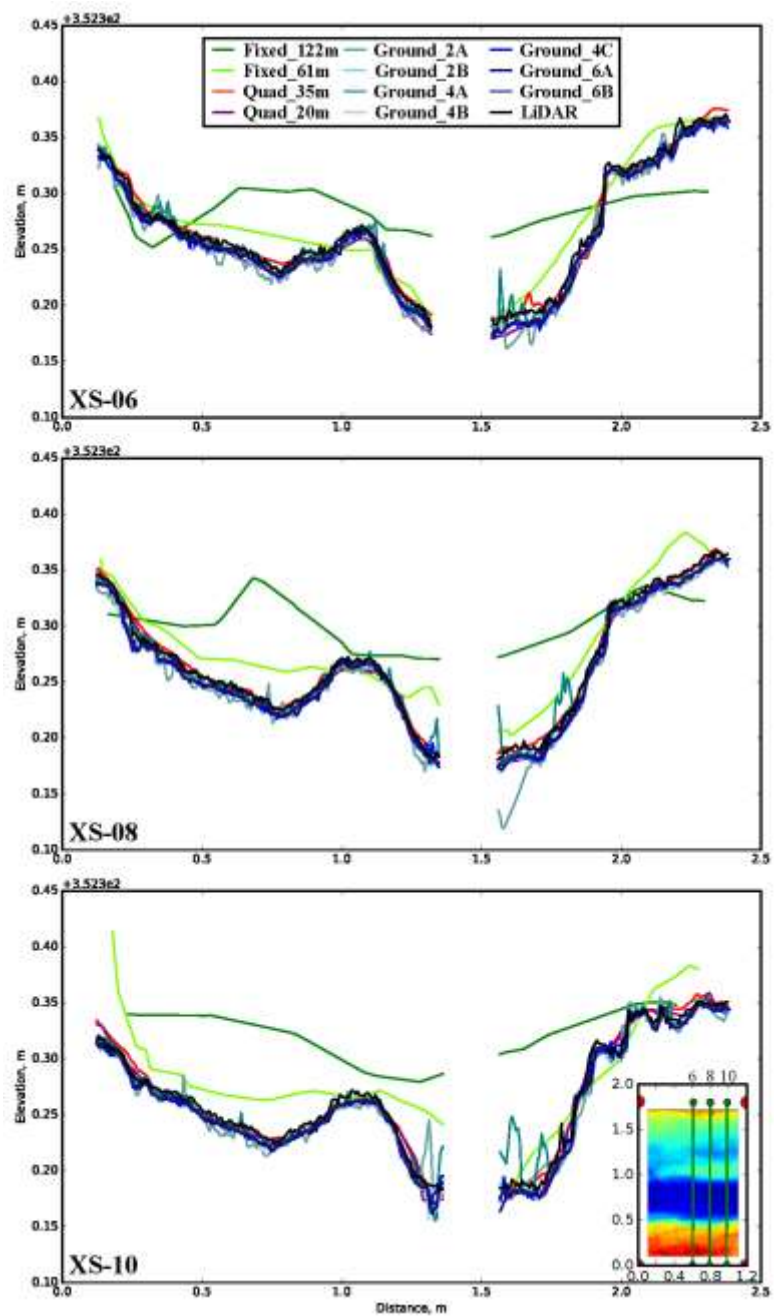 +3.523e2
0.45
Fixed_122m Ground_2A Ground_4C
Fixed_61m Ground_2B Ground_6A
Quad_35m Ground_4A Ground_6B
Quad_20m Ground_4B LiDAR
0.40
0.35
0.30
Elevation, m
0.25
0.20
0.15
XS-06
0.10
0.0 0.5 1.0 1.5 2.0 2.5
+3.523e2
0.45
0.40
0.35
0.30
Elevation, m
0.25
0.20
0.15
XS-08
0.10
0.0 0.5 1.0 1.5 2.0 2.5
+3.523e2
0.45
0.40
0.35
0.30
Elevation, m
0.25
0.20
0.15
XS-10
0.10
6 8 10
2.0
1.5
1.0
0.5
0.0
0.0 0.4 0.8 1.2
0.0 0.5 1.0 1.5 2.0 2.5
Distance, m